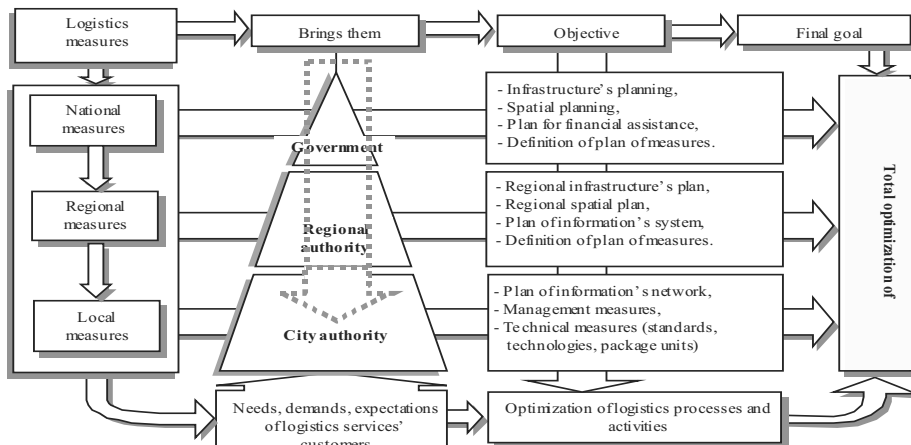 Logistics
measures
Brings them
Objective
Final goal
National
measures
Regional
measures
Local
measures
Government
Regional
authority
City authority
- Infrastructure's planning,
- Spatial planning,
- Plan for financial assistance,
- Definition of plan of measures.
- Regional infrastructure's plan,
- Regional spatial plan,
- Plan of information's system,
- Definition of plan of measures.
- Plan of information's network,
- Management measures,
- Technical measures (standards,
technologies, package units)
Total optimization of
Needs, demands, expectations
of logistics services'
customers
Optimization of logistics processes and
activities